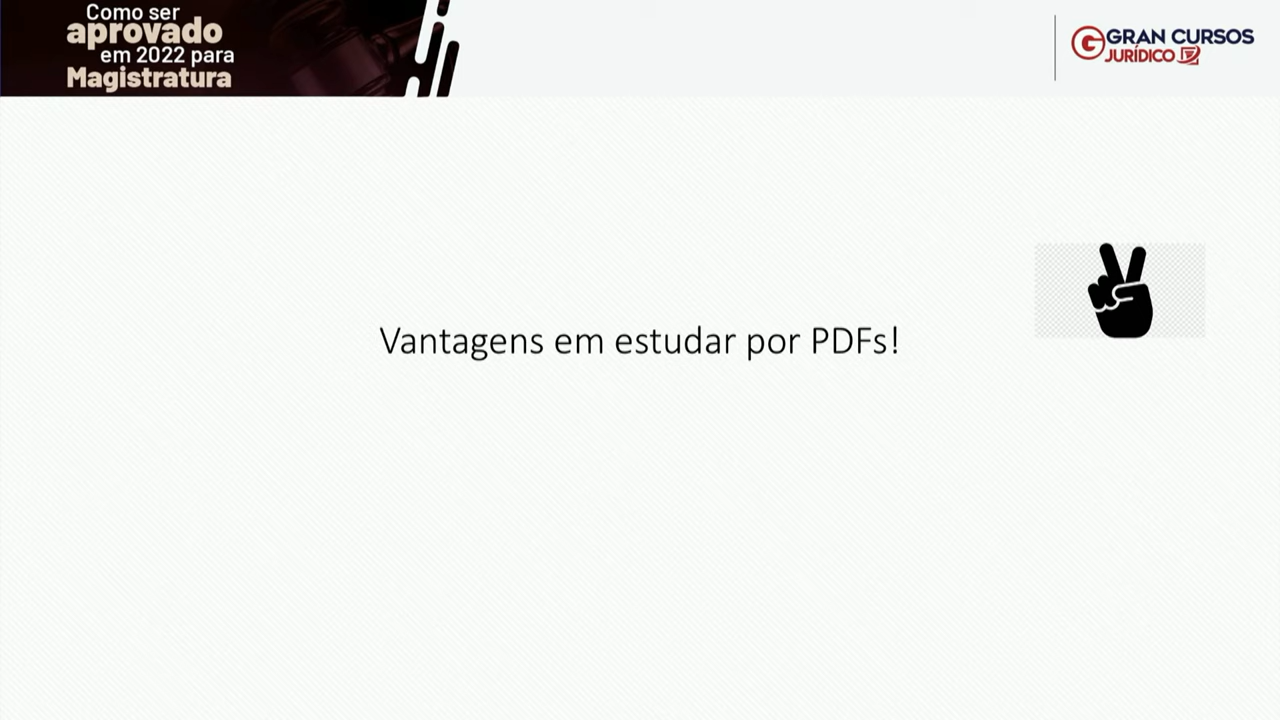 Como ser
aprovado
em 2022 para
Magistratura
GRAN CURSOS
JURÍDICO
Vantagens em estudar por PDFs!